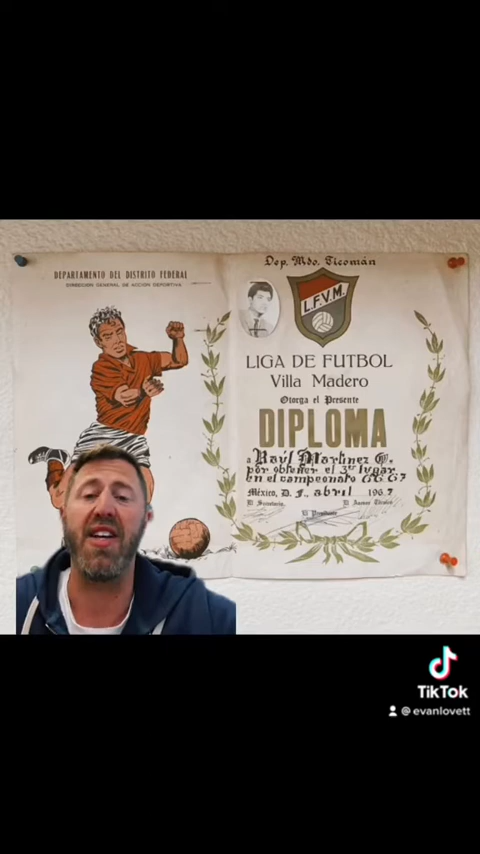 DEPARTAMENTO DEL DISTRITO FEDERAL
DIRECCION GENERAL DE ACCION DEPORTIVA
Dep. Mdo. Ticomán
L.F.V.M.
LIGA DE FUTBOL
Villa Madero
Otorga el Presente
DIPLOMA
a Raúl Martinez C.
por obtener el 3er lugar
en el campeonato 66 67
México, D. F., abril 1967
El Secretario
El Asesor Técnico
El Presidente
TikTok
@evanlovett